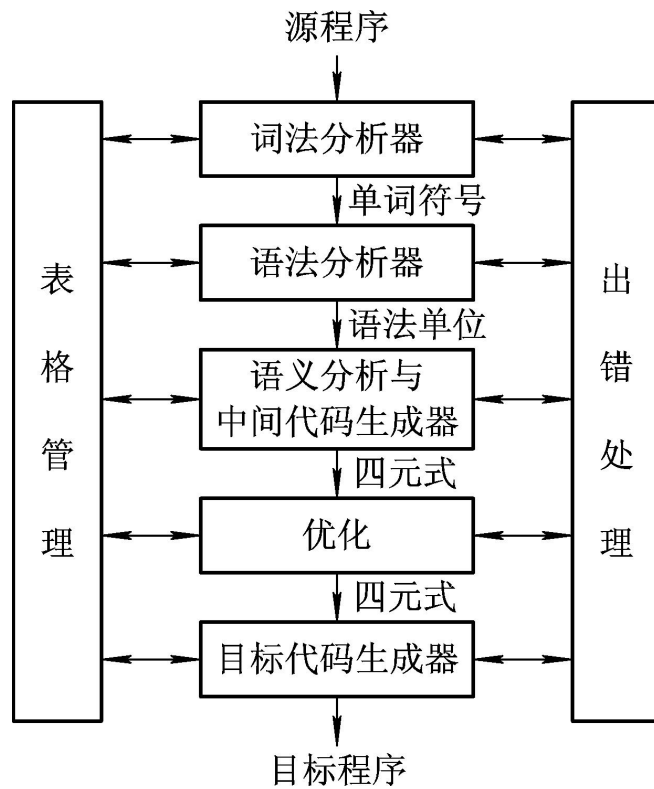 源程序
词法分析器
单词符号
语法分析器
语法单位
语义分析与
中间代码生成器
四元式
优化
四元式
目标代码生成器
目标程序
表格管理
出错处理